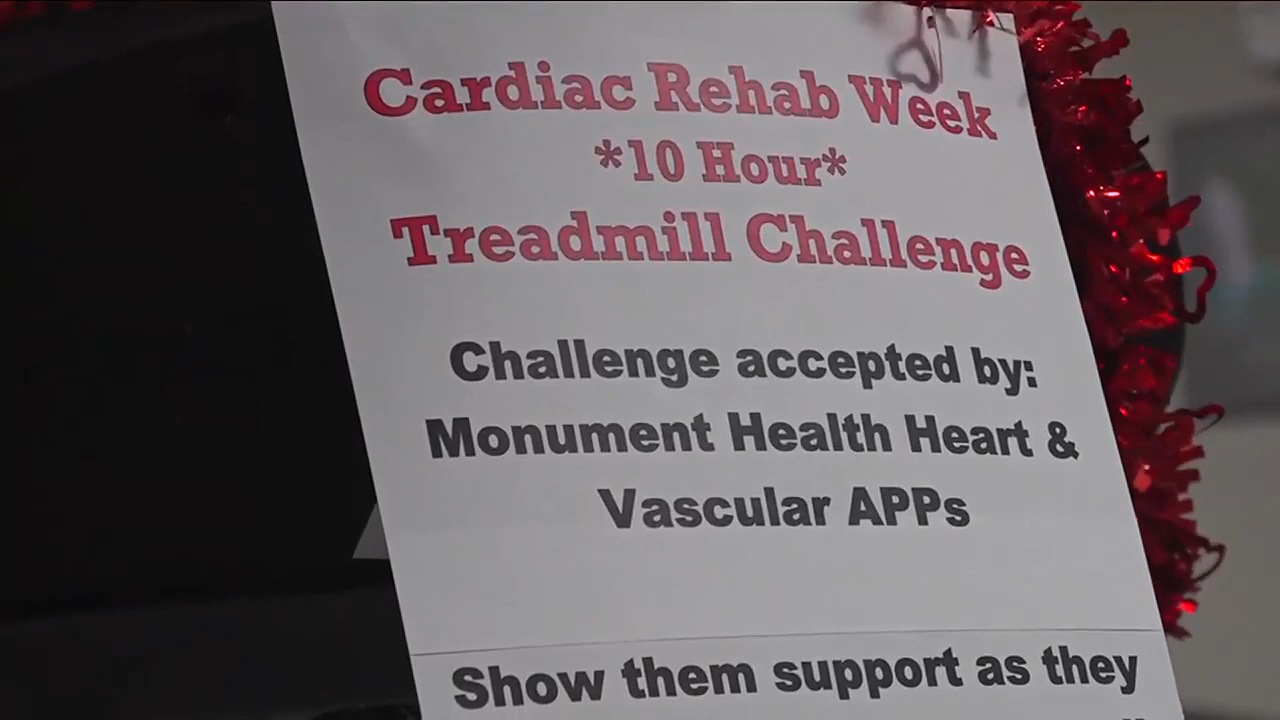 Cardiac Rehab Week
*10 Hour*
Treadmill Challenge
Challenge accepted by:
Monument Health Heart &
Vascular APPs
Show them support as they